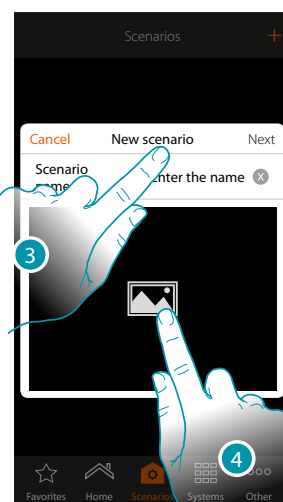 Scenarios +
Cancel New scenario Next
Scenario
name Enter the name x
3
4
Favorites Home Scenarios Systems Other